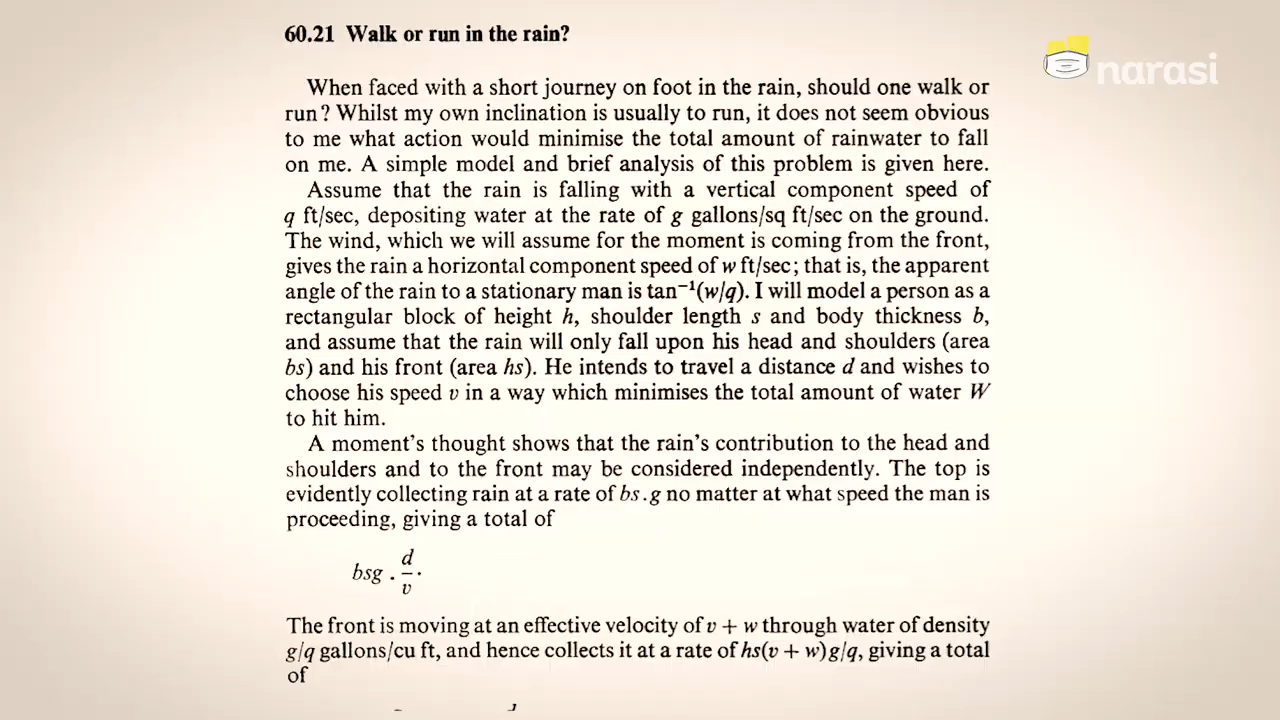 60.21 Walk or run in the rain?
narasi
When faced with a short journey on foot in the rain, should one walk or
run? Whilst my own inclination is usually to run, it does not seem obvious
to me what action would minimise the total amount of rainwater to fall
on me. A simple model and brief analysis of this problem is given here.
Assume that the rain is falling with a vertical component speed of
q ft/sec, depositing water at the rate of g gallons/sq ft/sec on the ground.
The wind, which we will assume for the moment is coming from the front,
gives the rain a horizontal component speed of w ft/sec; that is, the apparent
angle of the rain to a stationary man is tan⁻¹(w/q). I will model a person as a
rectangular block of height h, shoulder length s and body thickness b,
and assume that the rain will only fall upon his head and shoulders (area
bs) and his front (area hs). He intends to travel a distance d and wishes to
choose his speed v in a way which minimises the total amount of water W
to hit him.
A moment's thought shows that the rain's contribution to the head and
shoulders and to the front may be considered independently. The top is
evidently collecting rain at a rate of bs.g no matter at what speed the man is
proceeding, giving a total of
bsg . d/v.
The front is moving at an effective velocity of v + w through water of density
g/q gallons/cu ft, and hence collects it at a rate of hs(v + w)g/q, giving a total
of